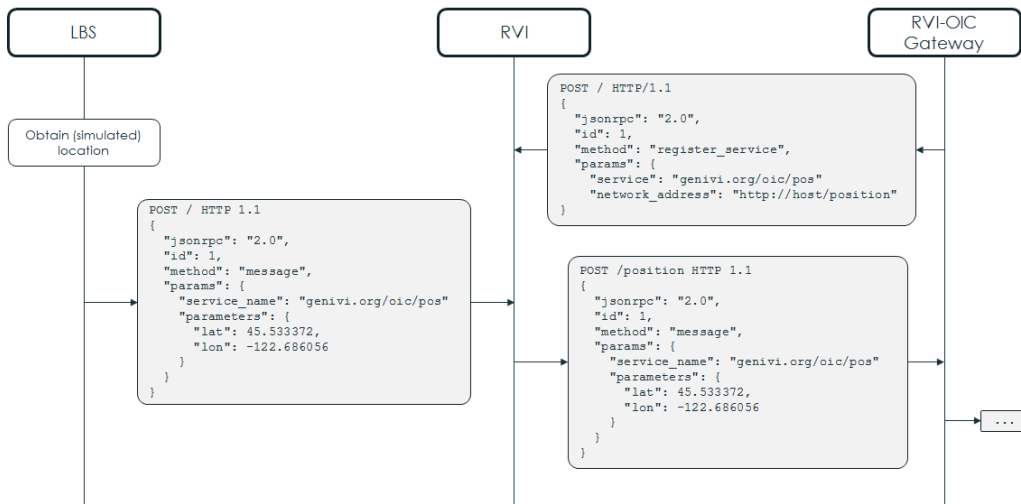 LBS
RVI
RVI-OIC
Gateway
POST / HTTP/1.1
{
  "jsonrpc": "2.0",
  "id": 1,
  "method": "register_service",
  "params": {
    "service": "genivi.org/oic/pos"
    "network_address": "http://host/position"
}
Obtain (simulated)
location
POST / HTTP 1.1
{
  "jsonrpc": "2.0",
  "id": 1,
  "method": "message",
  "params": {
    "service_name": "genivi.org/oic/pos"
    "parameters": {
      "lat": 45.533372,
      "lon": -122.686056
    }
  }
}
POST /position HTTP 1.1
{
  "jsonrpc": "2.0",
  "id": 1,
  "method": "message",
  "params": {
    "service_name": "genivi.org/oic/pos"
    "parameters": {
      "lat": 45.533372,
      "lon": -122.686056
    }
  }
}
...